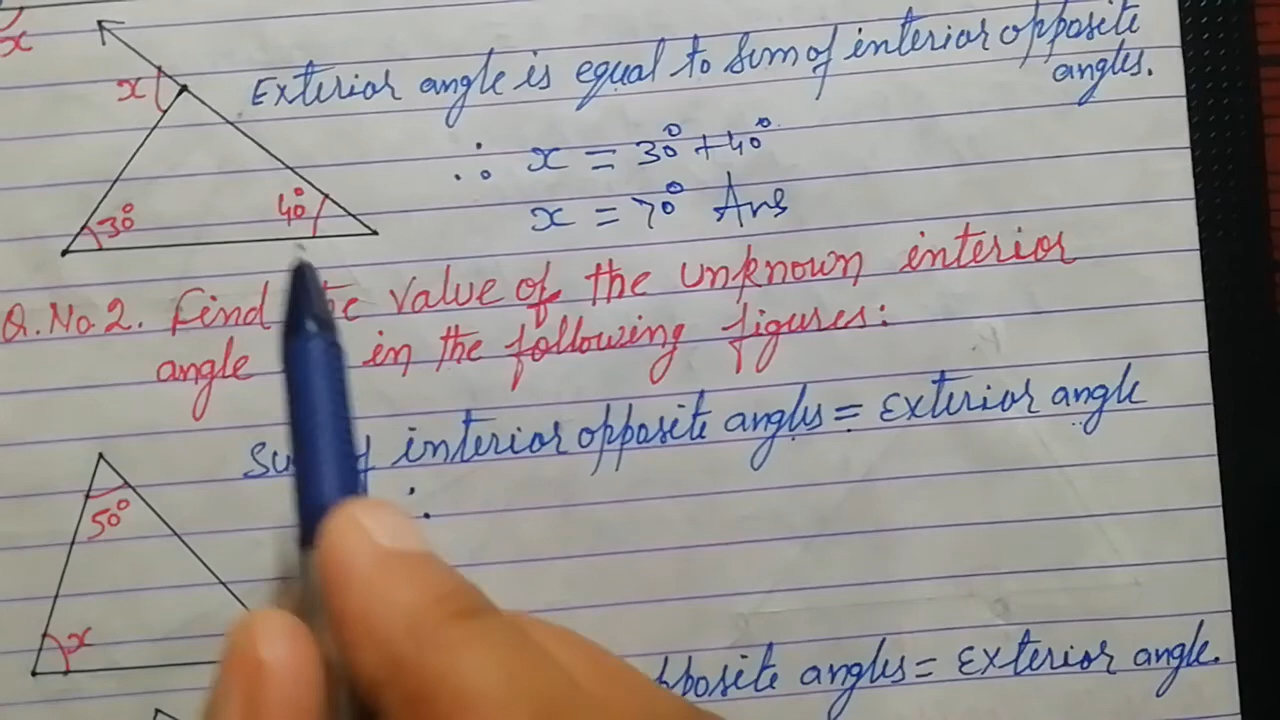 x
x
Exterior angle is equal to sum of interior opposite
angles.
∴ x = 30° + 40°
x = 70° Ans
30°
40°
Q.No.2. Find value of the unknown interior
angle in the following figures:
interior opposite angles = exterior angle
∴
50°
x
angles = exterior angle.